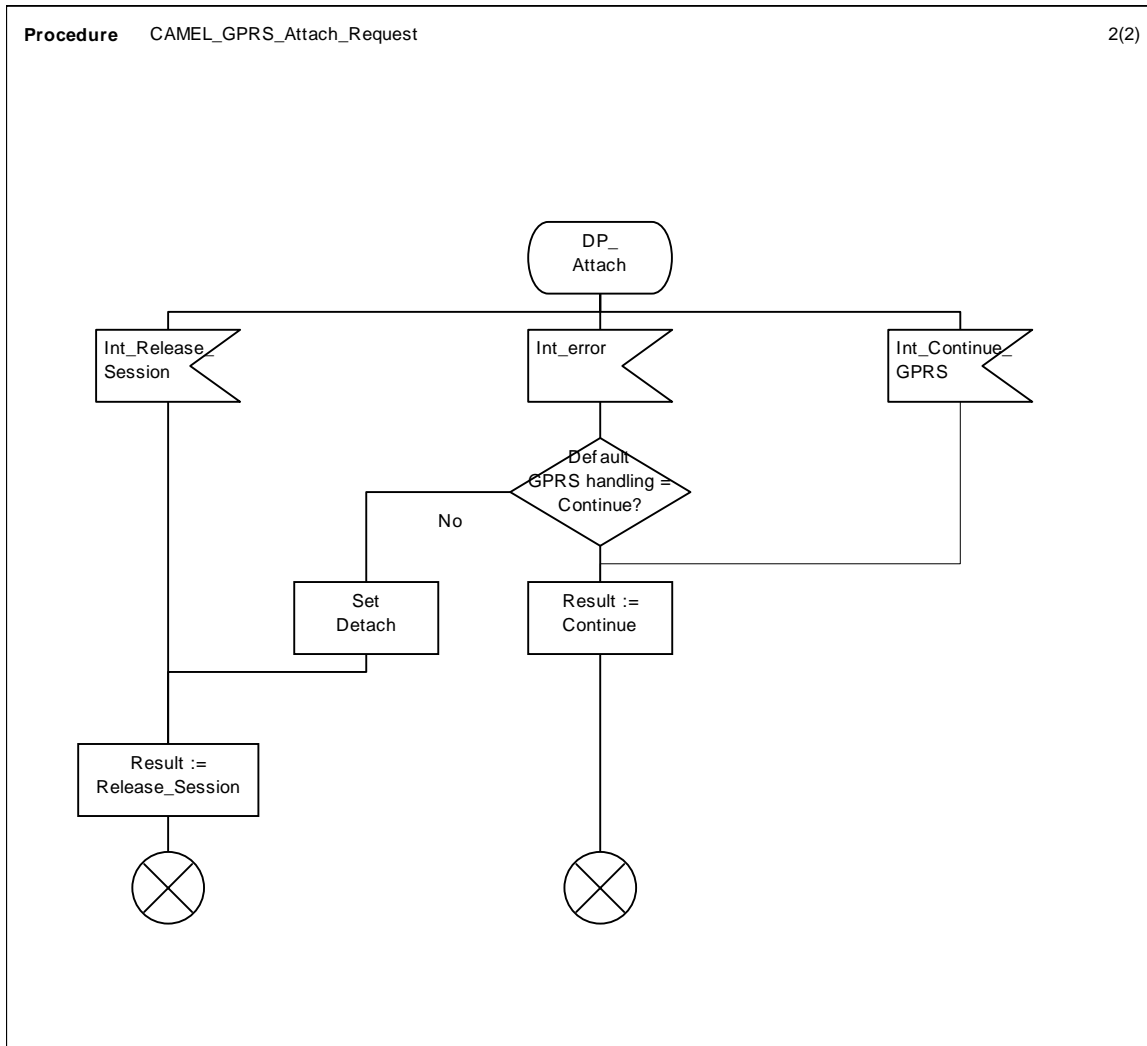 Procedure CAMEL_GPRS_Attach_Request 2(2)
DP_
Attach
Int_Release_
Session
Int_error
Int_Continue_
GPRS
Default
GPRS handling =
Continue?
No
Set
Detach
Result :=
Continue
Result :=
Release_Session